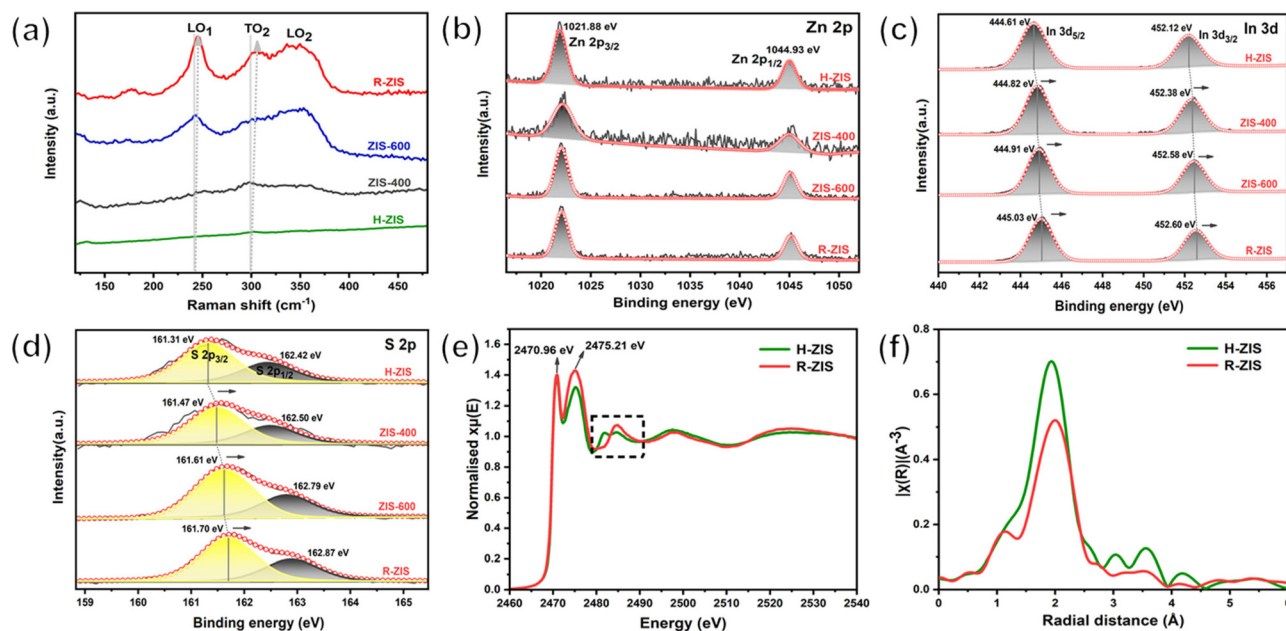 (a)
LO1
TO2
LO2
R-ZIS
ZIS-600
ZIS-400
H-ZIS
Intensity (a.u.)
150 200 250 300 350 400 450
Raman shift (cm-1)
(b)
1021.88 eV
Zn 2p
Zn 2p3/2
1044.93 eV
Zn 2p1/2
H-ZIS
ZIS-400
ZIS-600
R-ZIS
Intensity(a.u.)
1020 1025 1030 1035 1040 1045 1050
Binding energy (eV)
(c)
444.61 eV
In 3d5/2
452.12 eV
In 3d3/2
In 3d
H-ZIS
444.82 eV
452.38 eV
ZIS-400
444.91 eV
452.58 eV
ZIS-600
445.03 eV
452.60 eV
R-ZIS
Intensity(a.u.)
440 442 444 446 448 450 452 454 456
Binding energy (eV)
(d)
161.31 eV
S 2p
S 2p3/2
162.42 eV
S 2p1/2
H-ZIS
161.47 eV
162.50 eV
ZIS-400
161.61 eV
162.79 eV
ZIS-600
161.70 eV
162.87 eV
R-ZIS
Intensity(a.u.)
159 160 161 162 163 164 165
Binding energy (eV)
(e)
2470.96 eV
2475.21 eV
H-ZIS
R-ZIS
Normalised xμ(E)
1.6
1.4
1.2
1.0
0.8
0.6
0.4
0.2
0.0
2460 2470 2480 2490 2500 2510 2520 2530 2540
Energy (eV)
(f)
H-ZIS
R-ZIS
|χ(R)|(A-3)
0.8
0.6
0.4
0.2
0.0
0 1 2 3 4 5 6
Radial distance (Å)